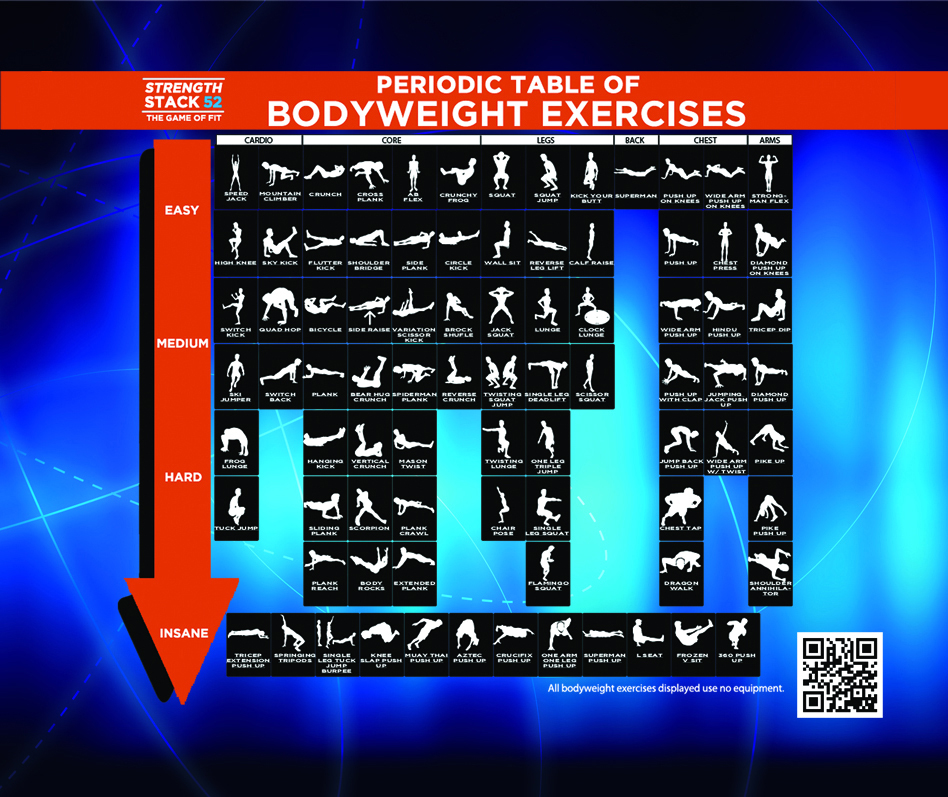 STRENGTH
STACK 52
THE GAME OF FIT
PERIODIC TABLE OF
BODYWEIGHT EXERCISES
CARDIO
CORE
LEGS
BACK
CHEST
ARMS
EASY
MEDIUM
HARD
INSANE
SPEED
JACK
MOUNTAIN
CLIMBER
CRUNCH
CROSS
PLANK
AB
FLEX
CRUNCHY
FROG
SQUAT
SQUAT
JUMP
KICK YOUR
BUTT
SUPERMAN
PUSH UP
ON KNEES
WIDE ARM
PUSH UP
ON KNEES
STRONG-
MAN FLEX
HIGH KNEE
SKY KICK
FLUTTER
KICK
SHOULDER
BRIDGE
SIDE
PLANK
CIRCLE
KICK
WALL SIT
REVERSE
LEG LIFT
CALF RAISE
PUSH UP
CHEST
PRESS
DIAMOND
PUSH UP
ON KNEES
SWITCH
KICK
QUAD HOP
BICYCLE
SIDE RAISE
VARIATION
SCISSOR
KICK
BROCK
SHUFLE
JACK
SQUAT
LUNGE
CLOCK
LUNGE
WIDE ARM
PUSH UP
HINDU
PUSH UP
TRICEP DIP
SKI
JUMPER
SWITCH
BACK
PLANK
BEAR HUG
CRUNCH
SPIDERMAN
PLANK
REVERSE
CRUNCH
TWISTING
SQUAT
JUMP
SINGLE LEG
DEADLIFT
SCISSOR
SQUAT
PUSH UP
WITH CLAP
JUMPING
JACK PUSH
UP
DIAMOND
PUSH UP
FROG
LUNGE
HANGING
KICK
VERTICAL
CRUNCH
MASON
TWIST
TWISTING
LUNGE
ONE LEG
TRIPLE
JUMP
JUMP BACK
PUSH UP
WIDE ARM
PUSH UP
W/ TWIST
PIKE UP
TUCK JUMP
SLIDING
PLANK
SCORPION
PLANK
CRAWL
CHAIR
POSE
SINGLE
LEG SQUAT
CHEST TAP
PIKE
PUSH UP
PLANK
REACH
BODY
ROCKS
EXTENDED
PLANK
FLAMINGO
SQUAT
DRAGON
WALK
SHOULDER
ANNIHILA-
TOR
TRICEP
EXTENSION
PUSH UP
SPRINGING
TRIPODS
SINGLE
LEG TUCK
JUMP
BURPEE
KNEE
SLAP PUSH
UP
MUAY THAI
PUSH UP
AZTEC
PUSH UP
CRUCIFIX
PUSH UP
ONE ARM
ONE LEG
PUSH UP
SUPERMAN
PUSH UP
L SEAT
FROZEN
V SIT
360 PUSH
UP
All bodyweight exercises displayed use no equipment.